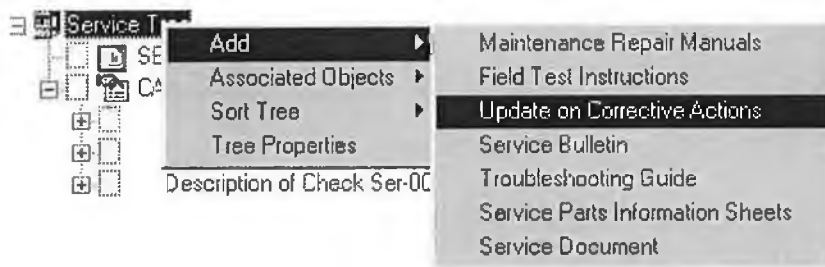 Service T
SE
CA
Add
Associated Objects
Sort Tree
Tree Properties
Description of Check Ser-00
Maintenance Repair Manuals
Field Test Instructions
Update on Corrective Actions
Service Bulletin
Troubleshooting Guide
Service Parts Information Sheets
Service Document